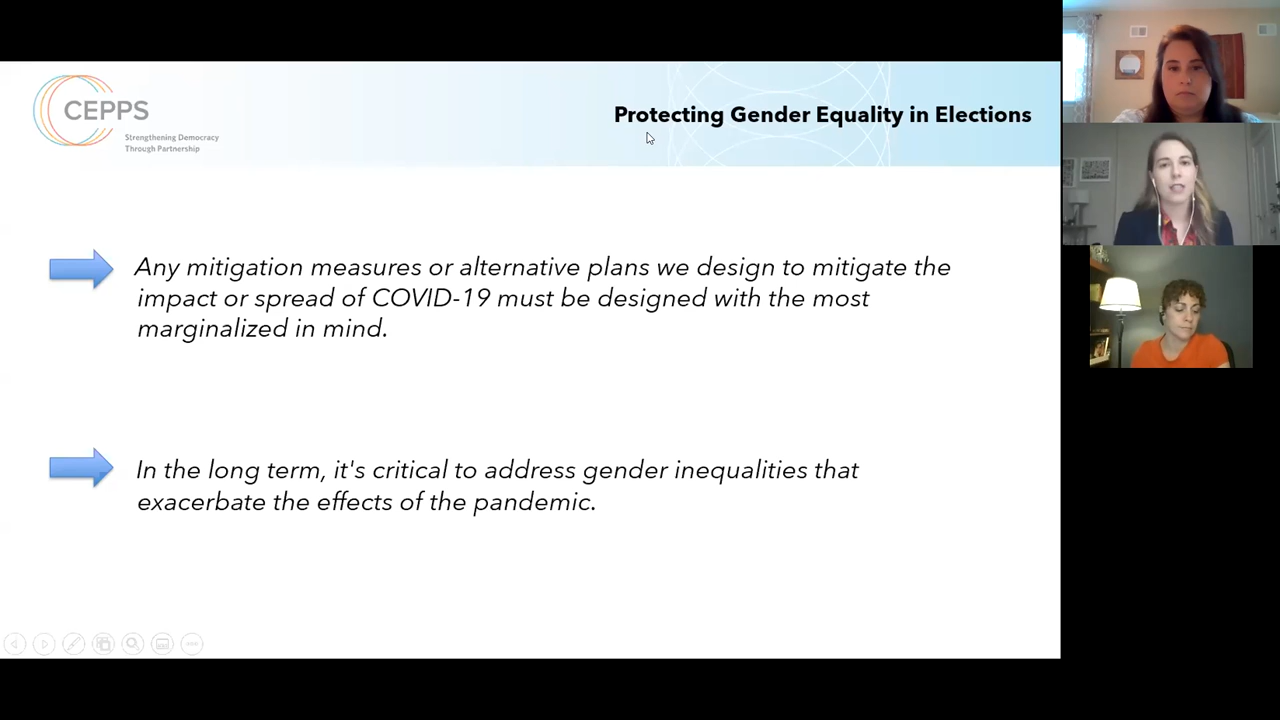 CEPPS
Strengthening Democracy
Through Partnership
Protecting Gender Equality in Elections
Any mitigation measures or alternative plans we design to mitigate the
impact or spread of COVID-19 must be designed with the most
marginalized in mind.
In the long term, it's critical to address gender inequalities that
exacerbate the effects of the pandemic.